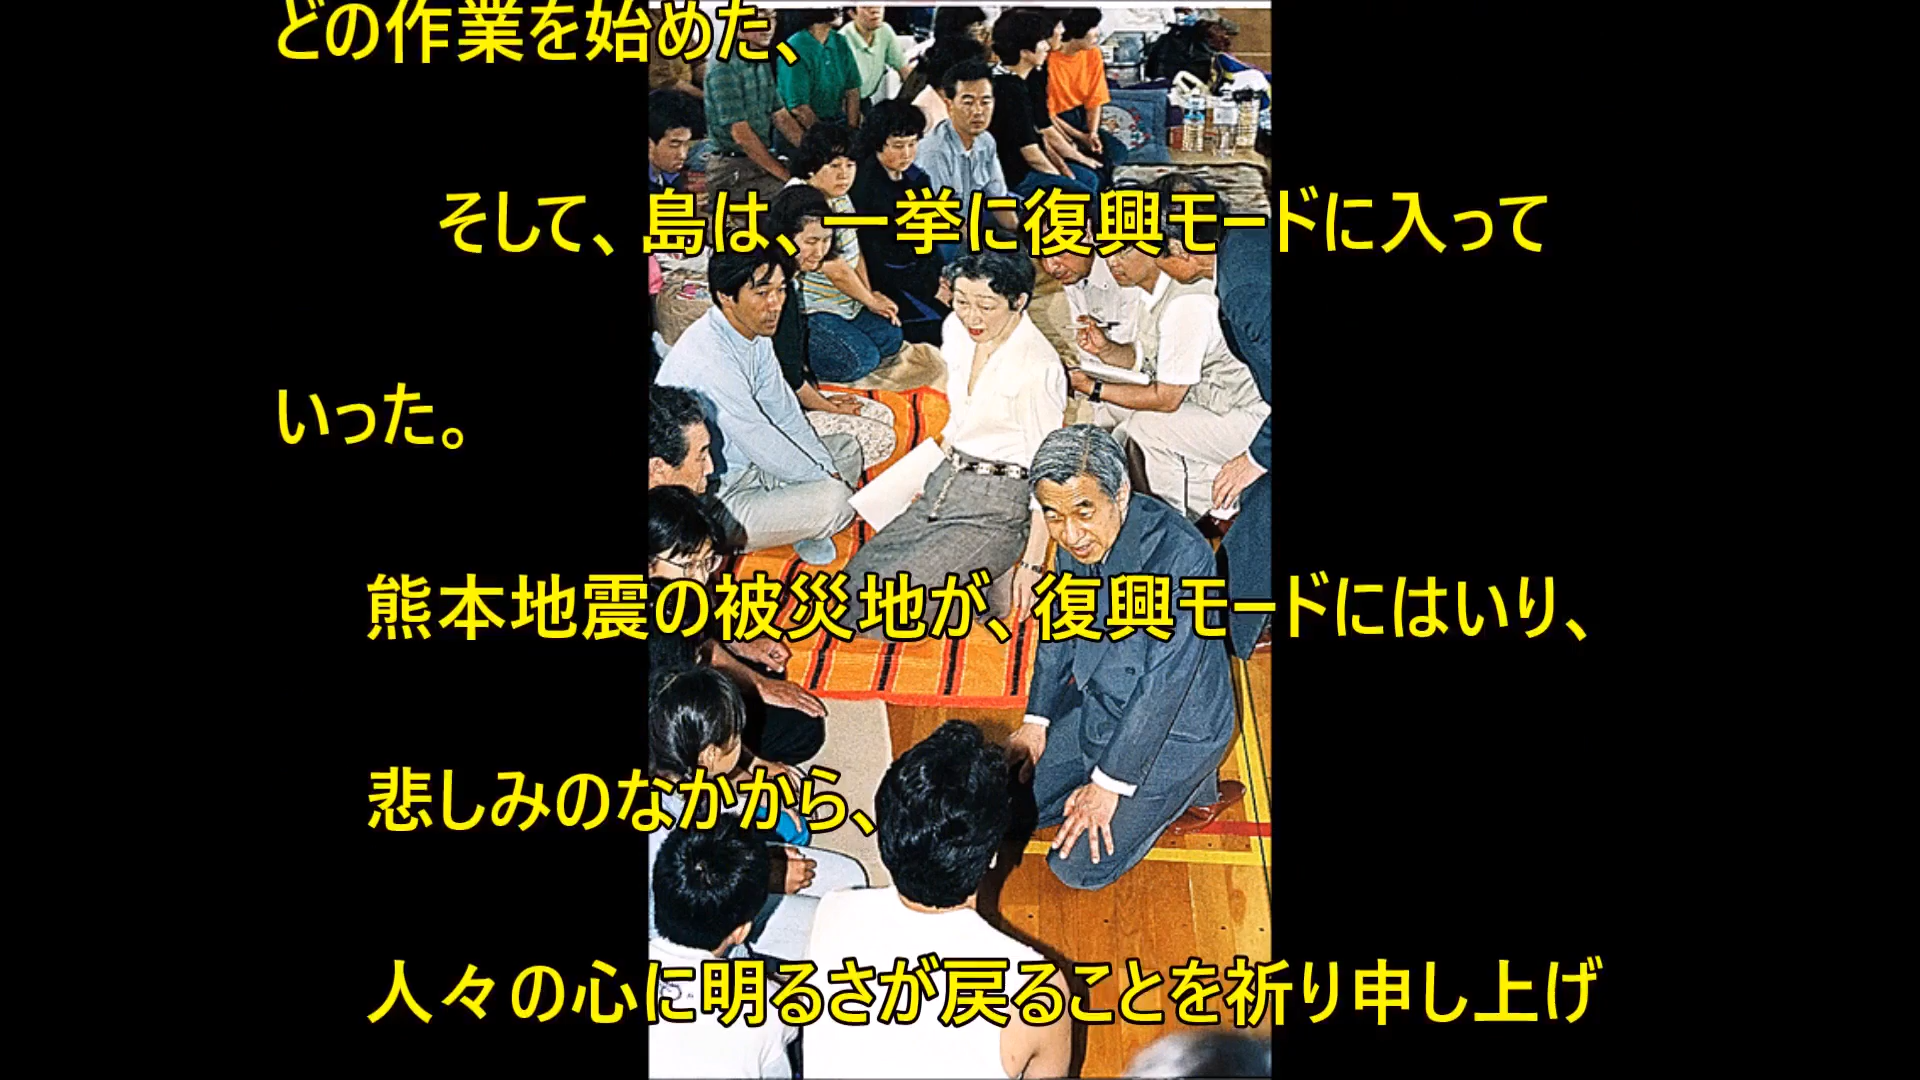 どの作業を始めた、
そして、島は、一挙に復興モードに入って
いった。
熊本地震の被災地が、復興モードにはいり、
悲しみのなかから、
人々の心に明るさが戻ることを祈り申し上げ